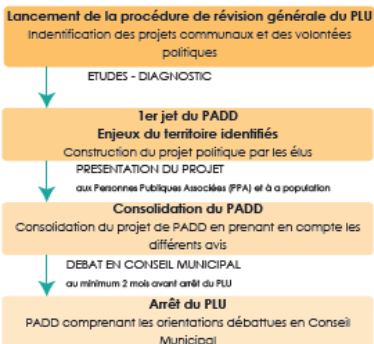 Lancement de la procédure de révision générale du PLU
Indentification des projets communaux et des volontées
politiques
ETUDES - DIAGNOSTIC
1er jet du PADD
Enjeux du territoire identifiés
Construction du projet politique par les élus
PRESENTATION DU PROJET
aux Personnes Publiques Associées (PPA) et à a population
Consolidation du PADD
Consolidation du projet de PADD en prenant en compte les
différents avis
DEBAT EN CONSEIL MUNICIPAL
au minimum 2 mois avant arrêt du PLU
Arrêt du PLU
PADD comprenant les orientations débattues en Conseil
Municipal